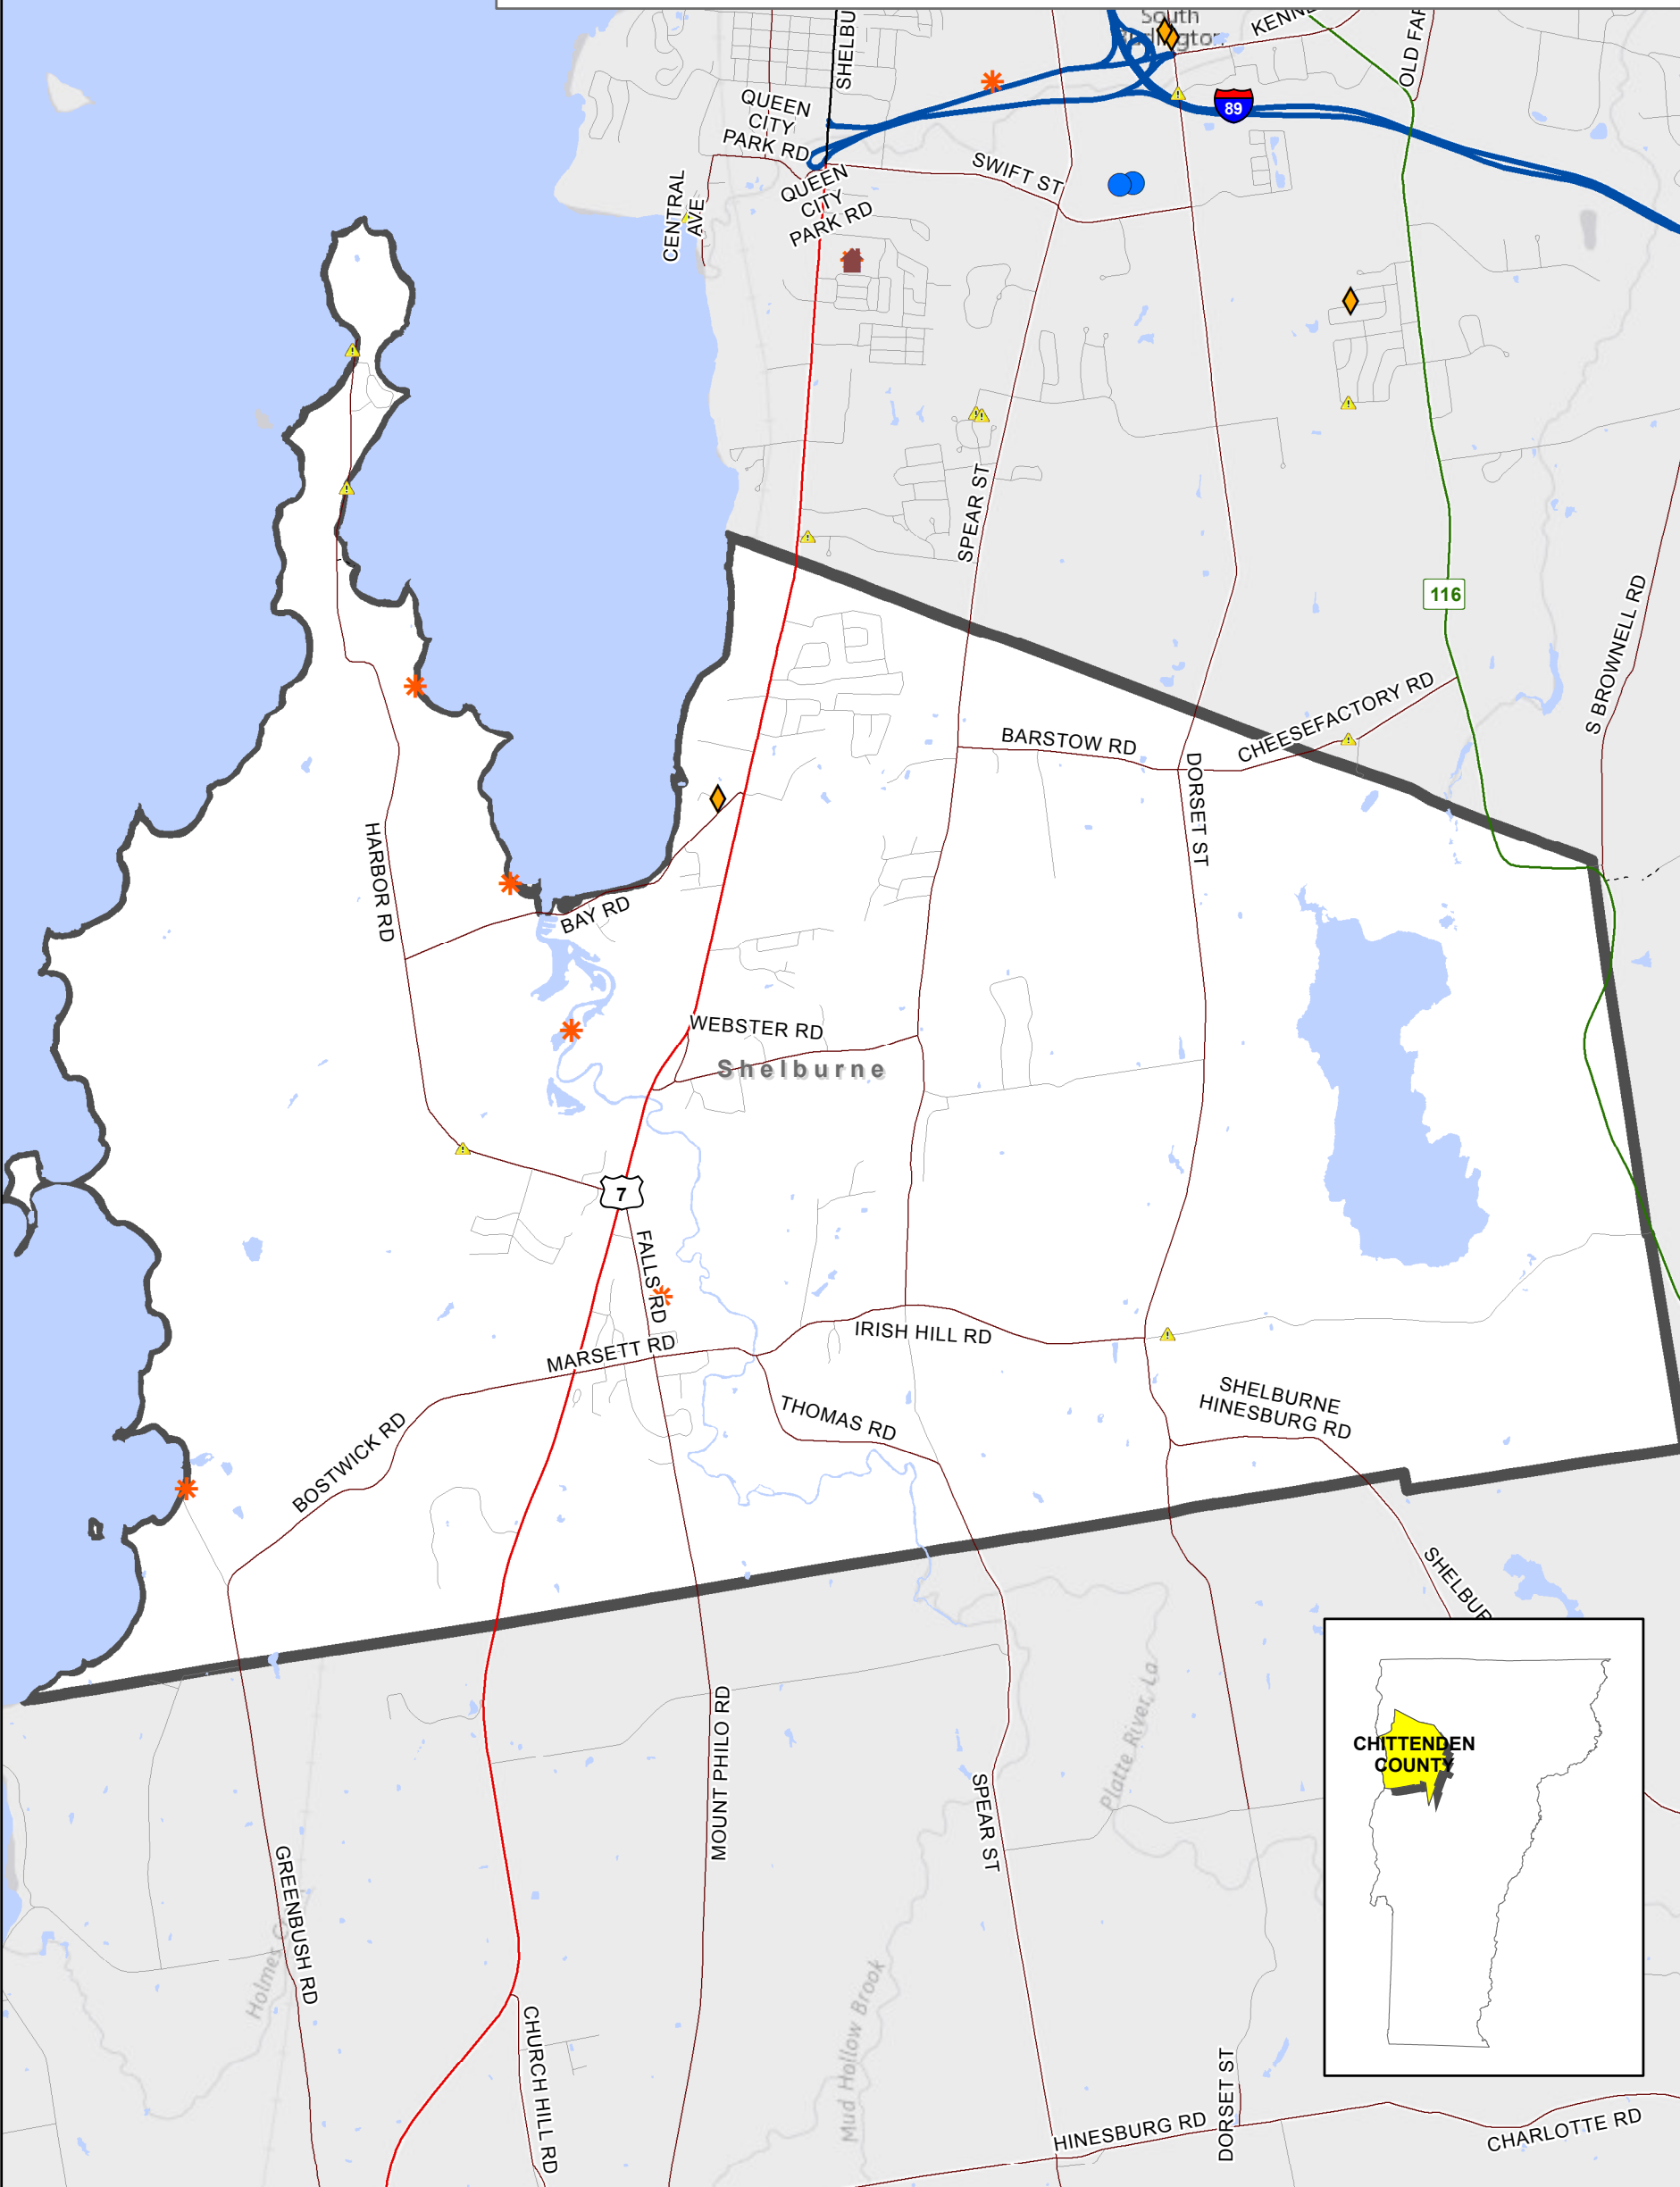 South
Burlington
SHELBU
KENNE
OLD FAR
89
QUEEN
CITY
PARK RD
SWIFT ST
CENTRAL
AVE
QUEEN
CITY
PARK RD
SPEAR ST
116
S BROWNELL RD
CHEESEFACTORY RD
BARSTOW RD
DORSET ST
HARBOR RD
BAY RD
WEBSTER RD
Shelburne
7
FALLS RD
IRISH HILL RD
MARSETT RD
THOMAS RD
SHELBURNE
HINESBURG RD
BOSTWICK RD
SHELBUR
CHITTENDEN
COUNTY
Platte River, La
MOUNT PHILO RD
SPEAR ST
GREENBUSH RD
Holmes C
Mud Hollow Brook
CHURCH HILL RD
DORSET ST
HINESBURG RD
CHARLOTTE RD